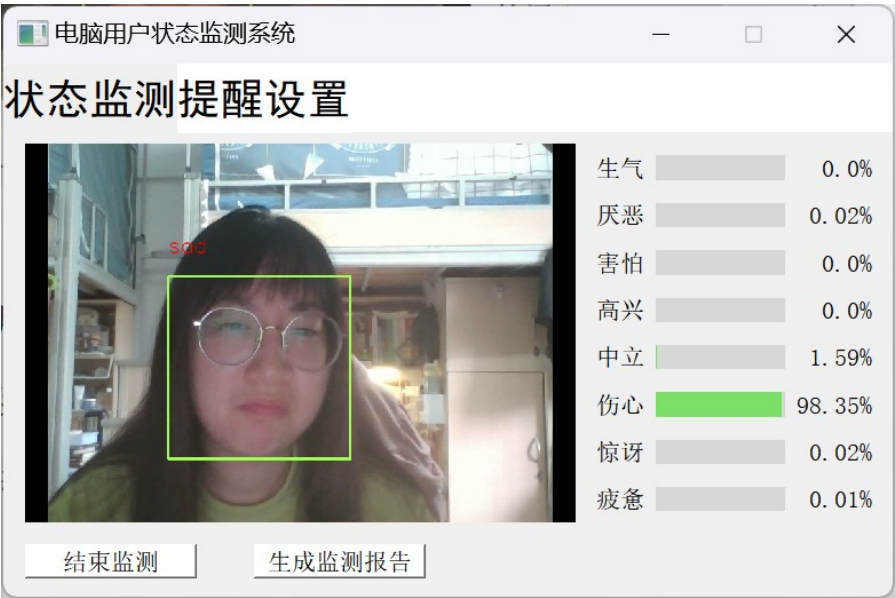 电脑用户状态监测系统
状态监测 提醒设置
sad
生气 0.0%
厌恶 0.02%
害怕 0.0%
高兴 0.0%
中立 1.59%
伤心 98.35%
惊讶 0.02%
疲惫 0.01%
结束监测 生成监测报告